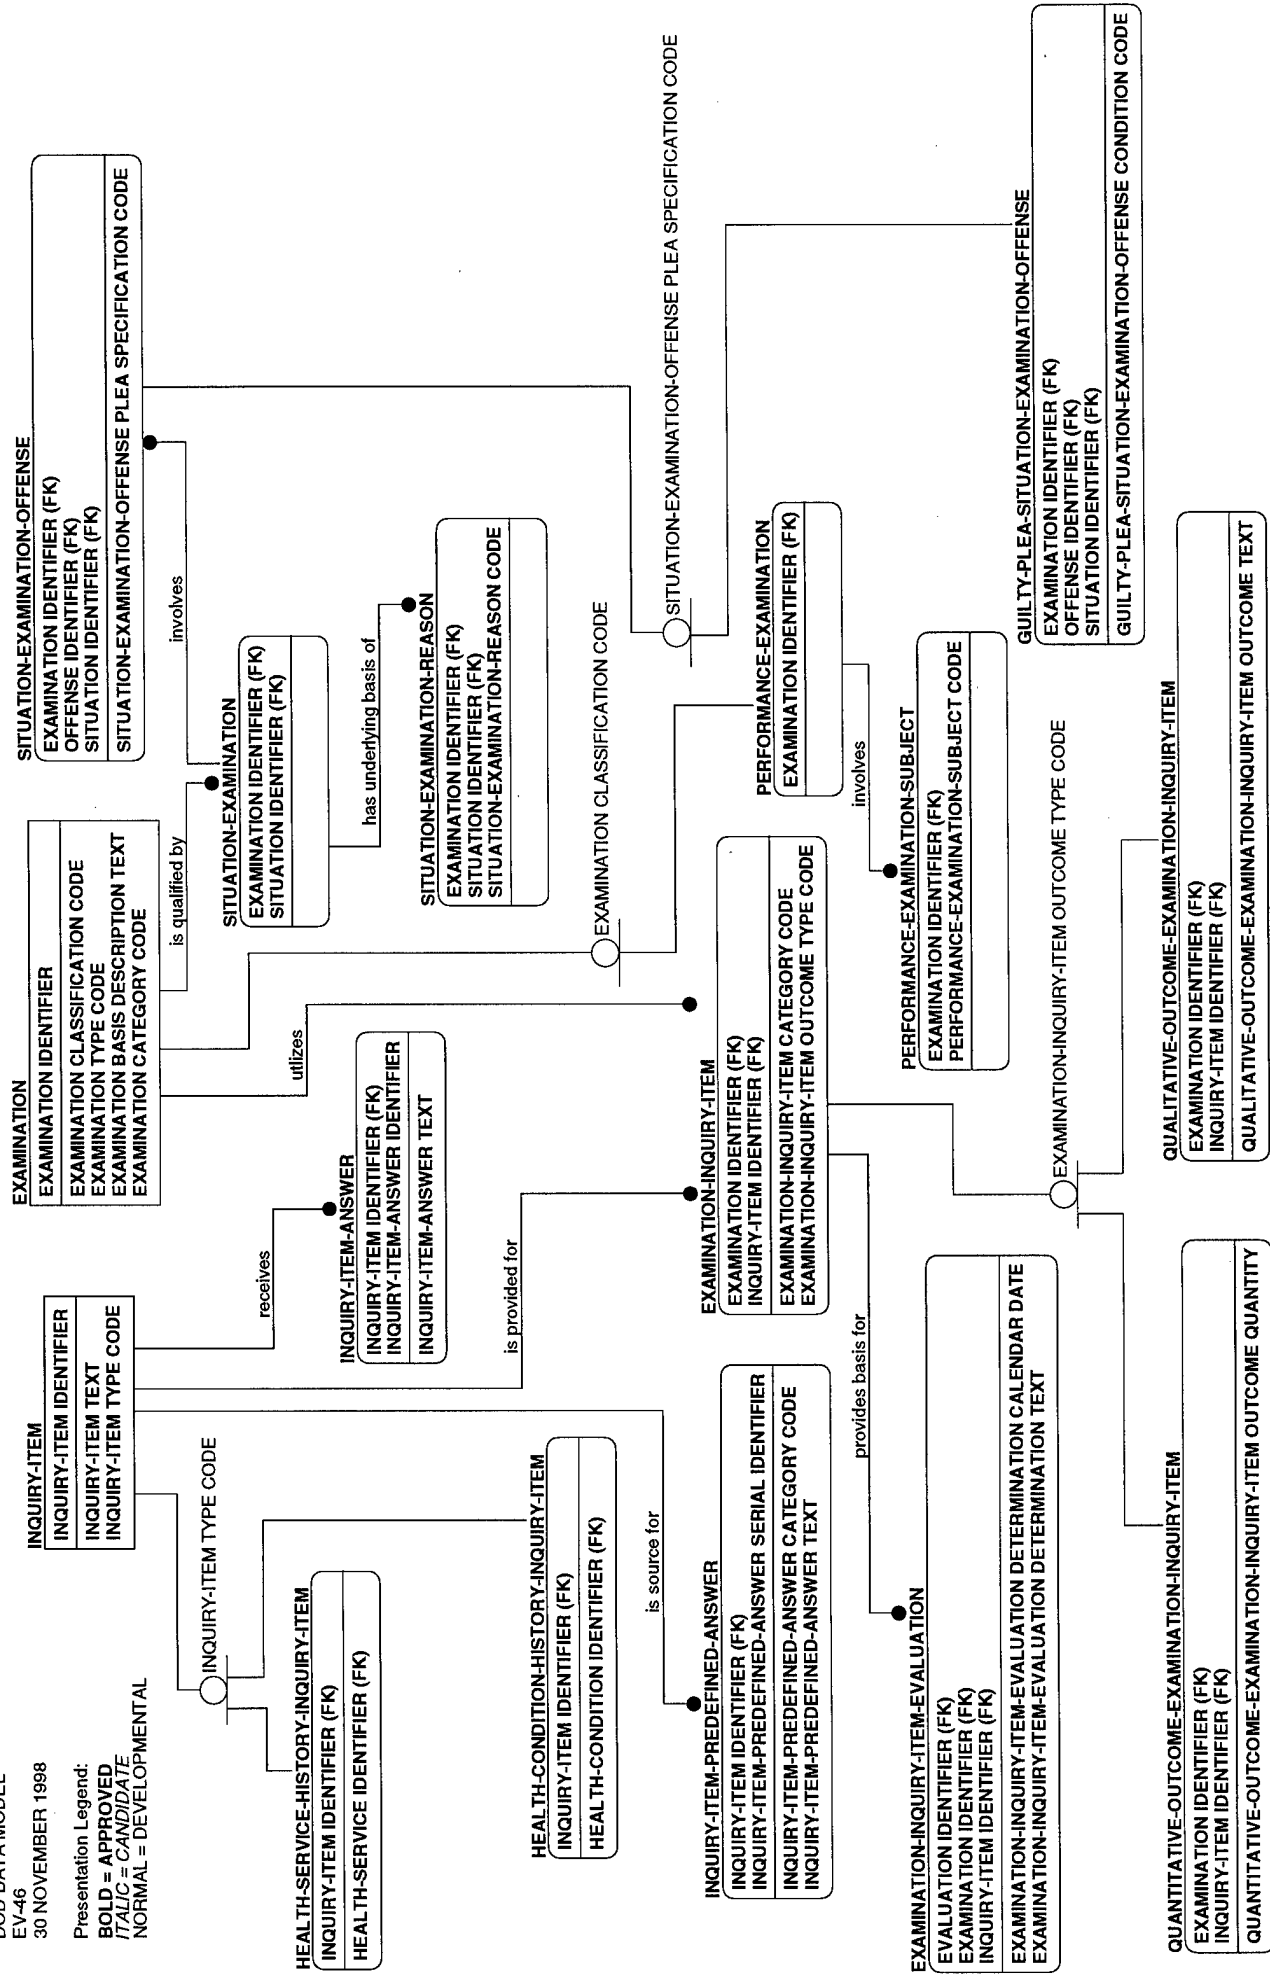 DOD DATA MODEL
EV-46
30 NOVEMBER 1998
Presentation Legend:
BOLD = APPROVED
ITALIC = CANDIDATE
NORMAL = DEVELOPMENTAL
INQUIRY-ITEM
INQUIRY-ITEM IDENTIFIER
INQUIRY-ITEM TEXT
INQUIRY-ITEM TYPE CODE
EXAMINATION
EXAMINATION IDENTIFIER
EXAMINATION CLASSIFICATION CODE
EXAMINATION TYPE CODE
EXAMINATION BASIS DESCRIPTION TEXT
EXAMINATION CATEGORY CODE
SITUATION-EXAMINATION-OFFENSE
EXAMINATION IDENTIFIER (FK)
OFFENSE IDENTIFIER (FK)
SITUATION IDENTIFIER (FK)
SITUATION-EXAMINATION-OFFENSE PLEA SPECIFICATION CODE
is qualified by
involves
INQUIRY-ITEM TYPE CODE
receives
SITUATION-EXAMINATION
EXAMINATION IDENTIFIER (FK)
SITUATION IDENTIFIER (FK)
HEALTH-SERVICE-HISTORY-INQUIRY-ITEM
INQUIRY-ITEM IDENTIFIER (FK)
HEALTH-SERVICE IDENTIFIER (FK)
INQUIRY-ITEM-ANSWER
INQUIRY-ITEM IDENTIFIER (FK)
INQUIRY-ITEM-ANSWER IDENTIFIER
INQUIRY-ITEM-ANSWER TEXT
utlizes
has underlying basis of
SITUATION-EXAMINATION-REASON
EXAMINATION IDENTIFIER (FK)
SITUATION IDENTIFIER (FK)
SITUATION-EXAMINATION-REASON CODE
HEALTH-CONDITION-HISTORY-INQUIRY-ITEM
INQUIRY-ITEM IDENTIFIER (FK)
HEALTH-CONDITION IDENTIFIER (FK)
is provided for
EXAMINATION CLASSIFICATION CODE
is source for
SITUATION-EXAMINATION-OFFENSE PLEA SPECIFICATION CODE
INQUIRY-ITEM-PREDEFINED-ANSWER
INQUIRY-ITEM IDENTIFIER (FK)
INQUIRY-ITEM-PREDEFINED-ANSWER SERIAL IDENTIFIER
INQUIRY-ITEM-PREDEFINED-ANSWER CATEGORY CODE
INQUIRY-ITEM-PREDEFINED-ANSWER TEXT
EXAMINATION-INQUIRY-ITEM
EXAMINATION IDENTIFIER (FK)
INQUIRY-ITEM IDENTIFIER (FK)
EXAMINATION-INQUIRY-ITEM CATEGORY CODE
EXAMINATION-INQUIRY-ITEM OUTCOME TYPE CODE
PERFORMANCE-EXAMINATION
EXAMINATION IDENTIFIER (FK)
provides basis for
involves
EXAMINATION-INQUIRY-ITEM-EVALUATION
EVALUATION IDENTIFIER (FK)
EXAMINATION IDENTIFIER (FK)
INQUIRY-ITEM IDENTIFIER (FK)
EXAMINATION-INQUIRY-ITEM-EVALUATION DETERMINATION CALENDAR DATE
EXAMINATION-INQUIRY-ITEM-EVALUATION DETERMINATION TEXT
PERFORMANCE-EXAMINATION-SUBJECT
EXAMINATION IDENTIFIER (FK)
PERFORMANCE-EXAMINATION-SUBJECT CODE
GUILTY-PLEA-SITUATION-EXAMINATION-OFFENSE
EXAMINATION IDENTIFIER (FK)
OFFENSE IDENTIFIER (FK)
SITUATION IDENTIFIER (FK)
GUILTY-PLEA-SITUATION-EXAMINATION-OFFENSE CONDITION CODE
EXAMINATION-INQUIRY-ITEM OUTCOME TYPE CODE
QUANTITATIVE-OUTCOME-EXAMINATION-INQUIRY-ITEM
EXAMINATION IDENTIFIER (FK)
INQUIRY-ITEM IDENTIFIER (FK)
QUANTITATIVE-OUTCOME-EXAMINATION-INQUIRY-ITEM OUTCOME QUANTITY
QUALITATIVE-OUTCOME-EXAMINATION-INQUIRY-ITEM
EXAMINATION IDENTIFIER (FK)
INQUIRY-ITEM IDENTIFIER (FK)
QUALITATIVE-OUTCOME-EXAMINATION-INQUIRY-ITEM OUTCOME TEXT